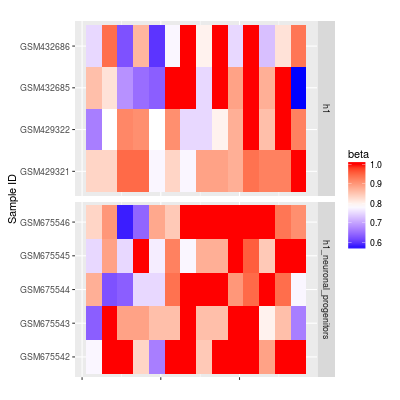 GSM432686
GSM432685
GSM429322
GSM429321
h1
GSM675546
GSM675545
GSM675544
GSM675543
GSM675542
h1_neuronal_progenitors
Sample ID
beta
1.0
0.9
0.8
0.7
0.6